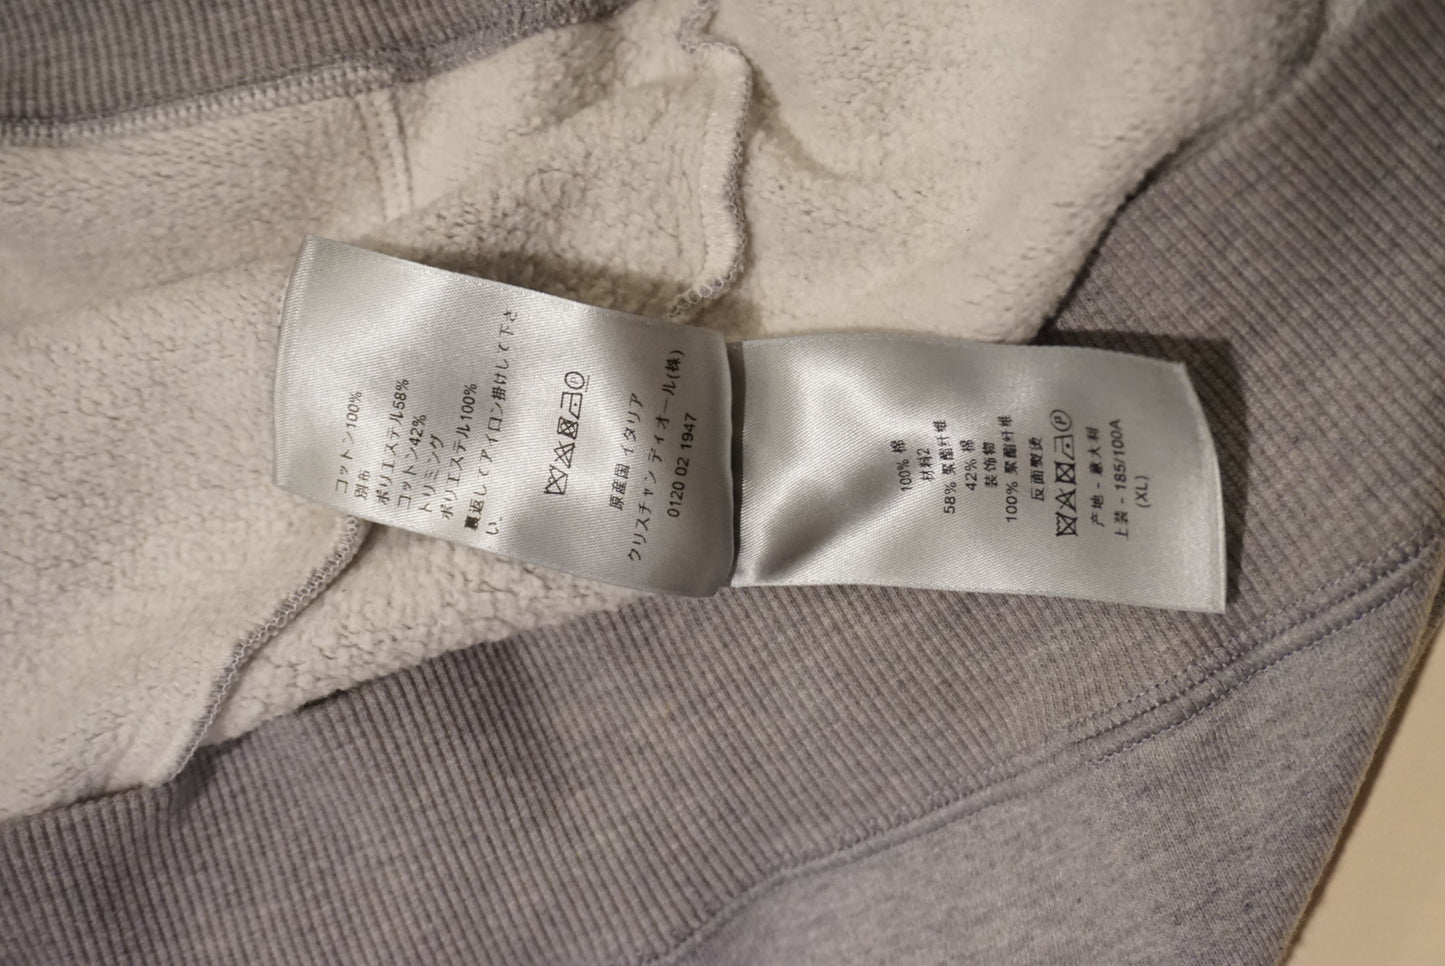 コットン100%
別布
ポリエステル58%
コットン42%
トリミング
ポリエステル100%
裏返してアイロン掛けして下さ
い
原産国 イタリア
クリスチャン ディオール(株)
0120 02 1947
100% 棉
材料2
58% 聚酯纤维
42% 棉
装饰物
100% 聚酯纤维
反面熨烫
产地 - 意大利
上装 - 185/100A
(XL)